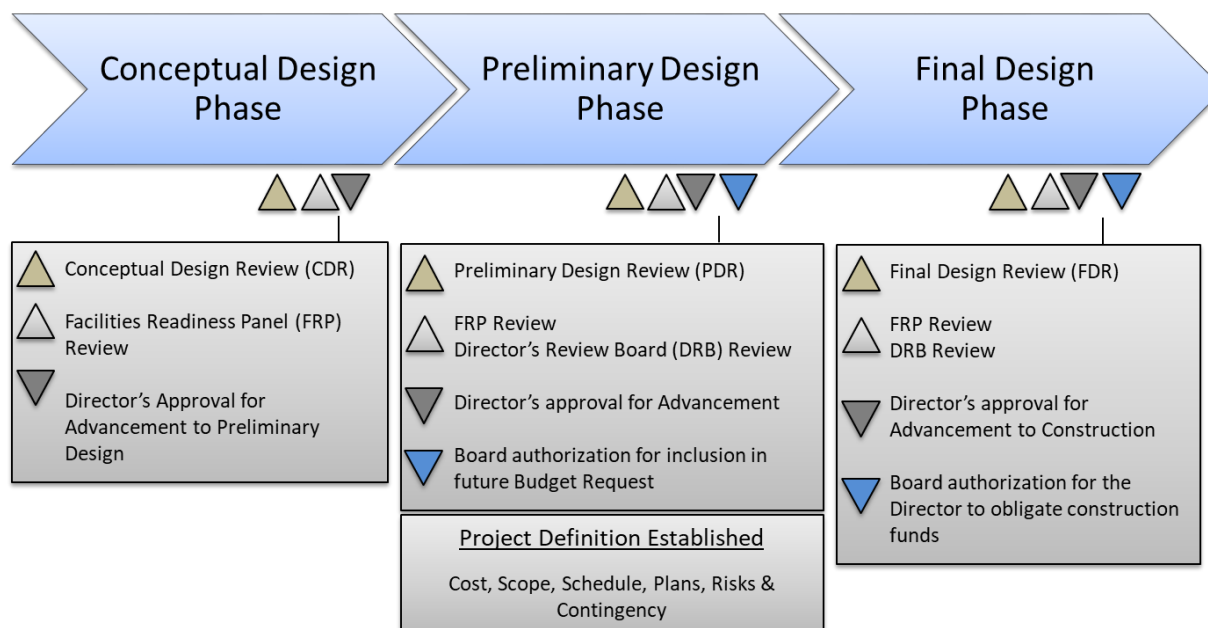 Conceptual Design
Phase
Preliminary Design
Phase
Final Design
Phase
Conceptual Design Review (CDR)
Facilities Readiness Panel (FRP)
Review
Director's Approval for
Advancement to Preliminary
Design
Preliminary Design Review (PDR)
FRP Review
Director's Review Board (DRB) Review
Director's approval for Advancement
Board authorization for inclusion in
future Budget Request
Project Definition Established
Cost, Scope, Schedule, Plans, Risks &
Contingency
Final Design Review (FDR)
FRP Review
DRB Review
Director's approval for
Advancement to Construction
Board authorization for the
Director to obligate construction
funds